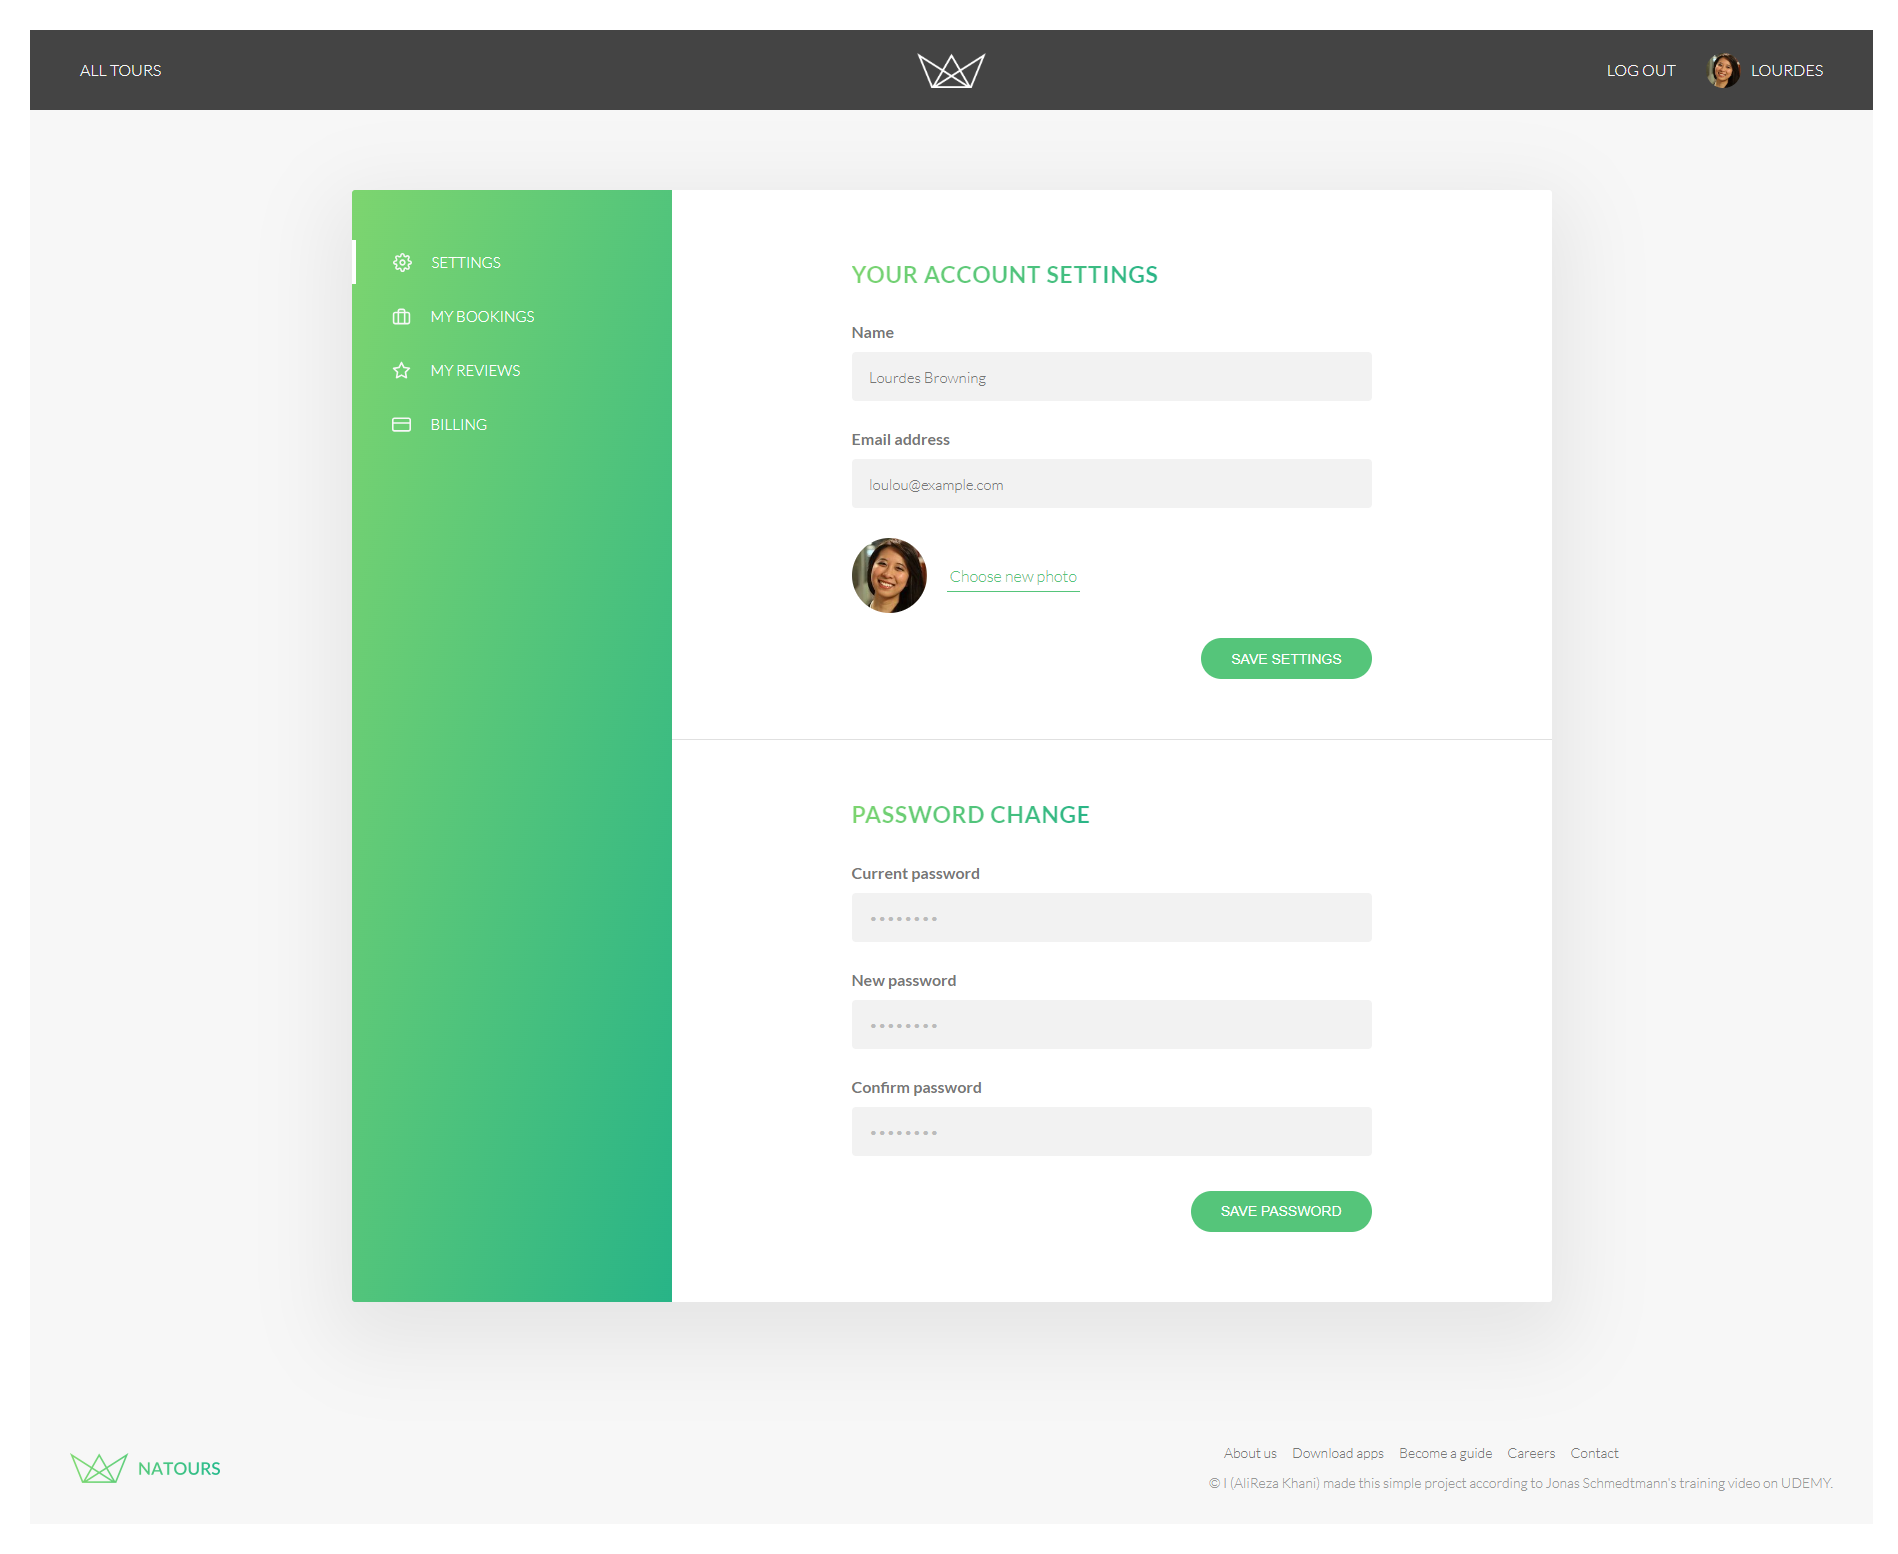 ALL TOURS
LOG OUT
LOURDES
SETTINGS
MY BOOKINGS
MY REVIEWS
BILLING
YOUR ACCOUNT SETTINGS
Name
Lourdes Browning
Email address
loulou@example.com
Choose new photo
SAVE SETTINGS
PASSWORD CHANGE
Current password
••••••••
New password
••••••••
Confirm password
••••••••
SAVE PASSWORD
NATOURS
About us Download apps Become a guide Careers Contact
© I (AliReza Khani) made this simple project according to Jonas Schmedtmann's training video on UDEMY.